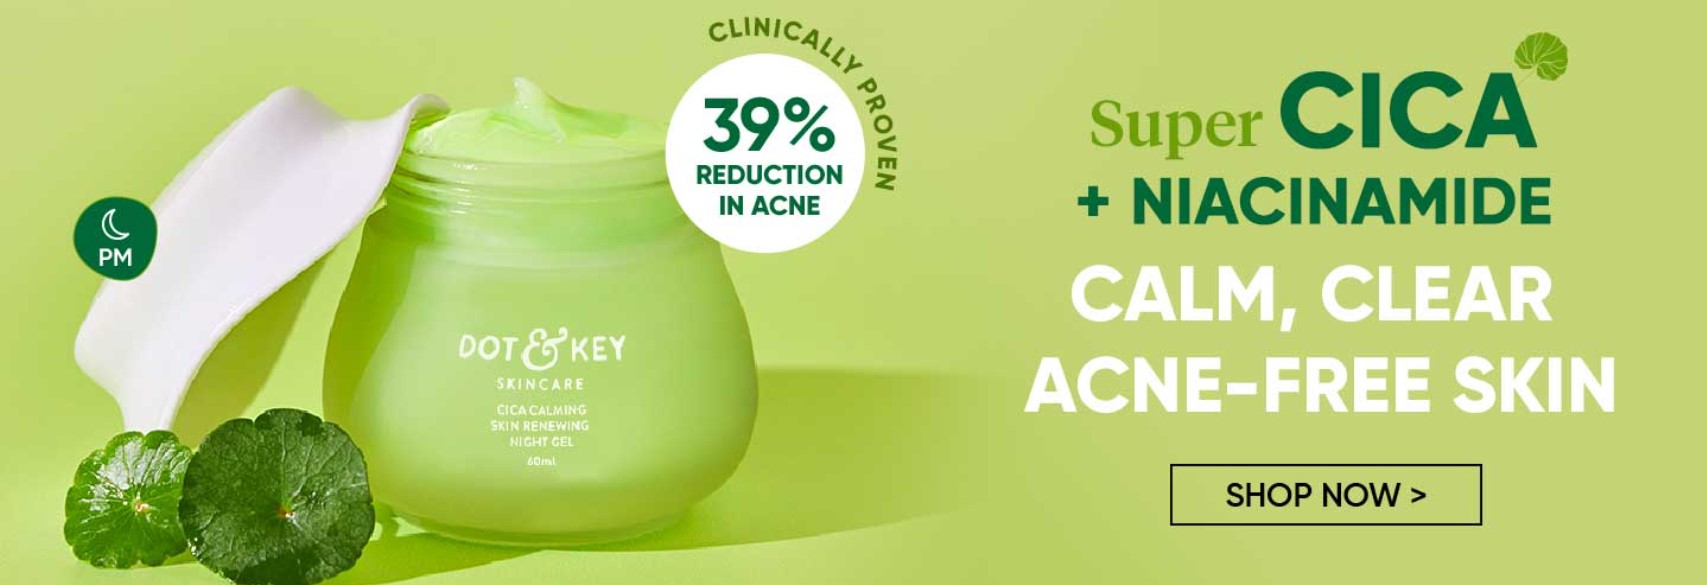 CLINICALLY PROVEN
39%
REDUCTION
IN ACNE
PM
DOT & KEY
SKINCARE
CICA CALMING
SKIN RENEWING
NIGHT GEL
60ml
Super CICA
+ NIACINAMIDE
CALM, CLEAR
ACNE-FREE SKIN
SHOP NOW >